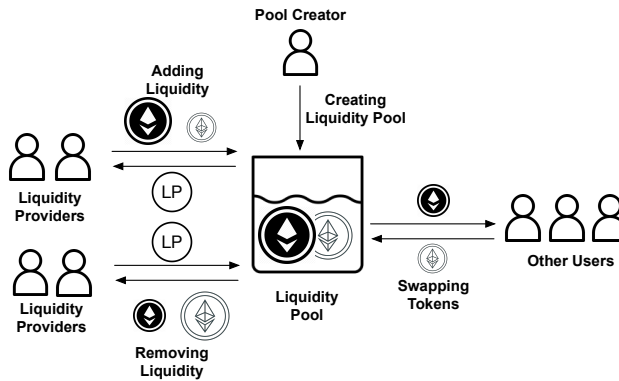 Pool Creator
Adding
Liquidity
Creating
Liquidity Pool
LP
Liquidity
Providers
LP
Liquidity
Providers
Removing
Liquidity
Liquidity
Pool
Swapping
Tokens
Other Users